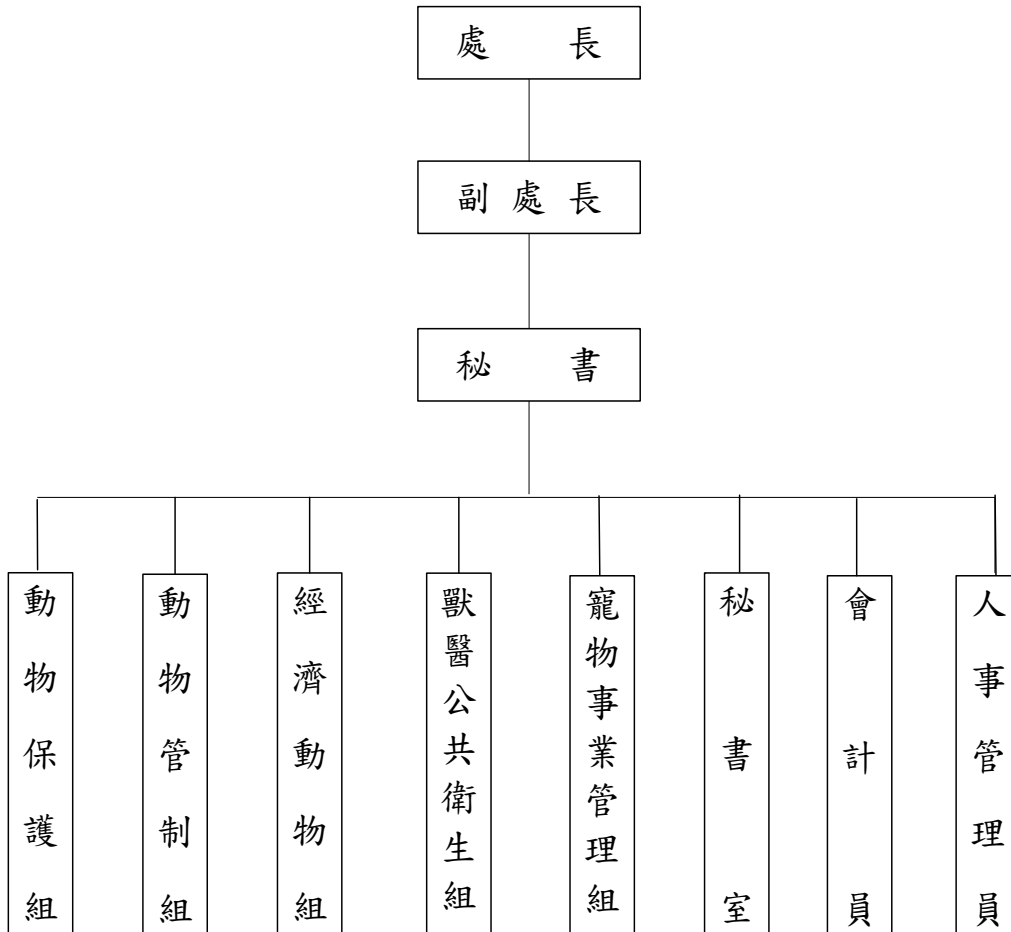 處長
副處長
秘書
動物保護組
動物管制組
經濟動物組
獸醫公共衛生組
寵物事業管理組
秘書室
會計員
人事管理員